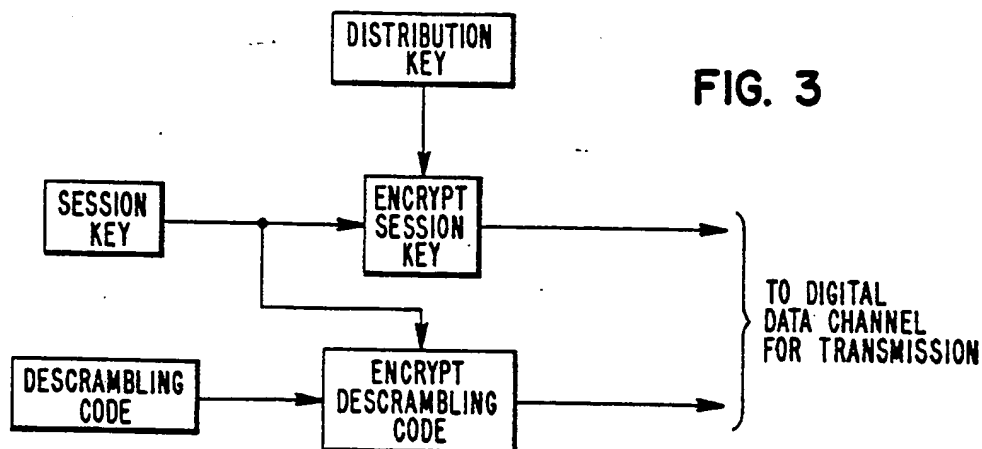 DISTRIBUTION
KEY
FIG. 3
SESSION
KEY
ENCRYPT
SESSION
KEY
TO DIGITAL
DATA CHANNEL
FOR TRANSMISSION
DESCRAMBLING
CODE
ENCRYPT
DESCRAMBLING
CODE